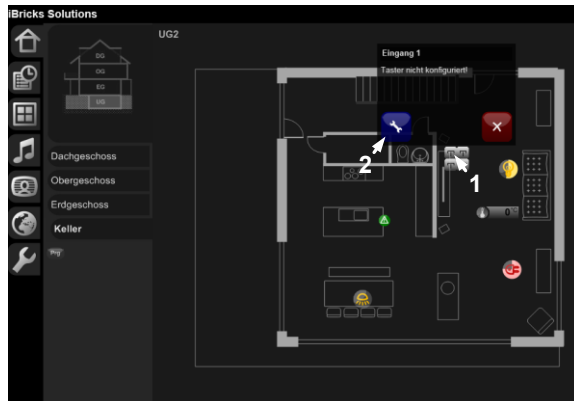 iBricks Solutions
UG2
DG
OG
EG
UG
Dachgeschoss
Obergeschoss
Erdgeschoss
Keller
Prg
Eingang 1
Taster nicht konfiguriert!
2
1
0°